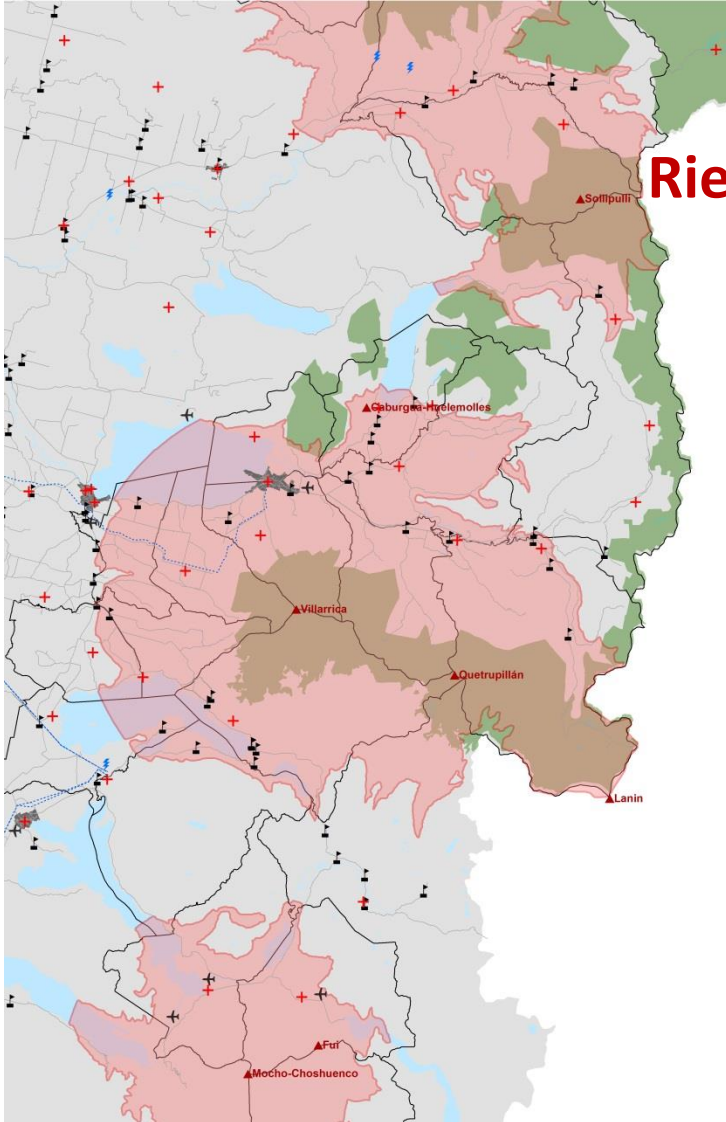 Rie
Sollipulli
Caburgua-Huelemolles
Villarrica
Quetrupillán
Lanin
Fui
Mocho-Choshuenco